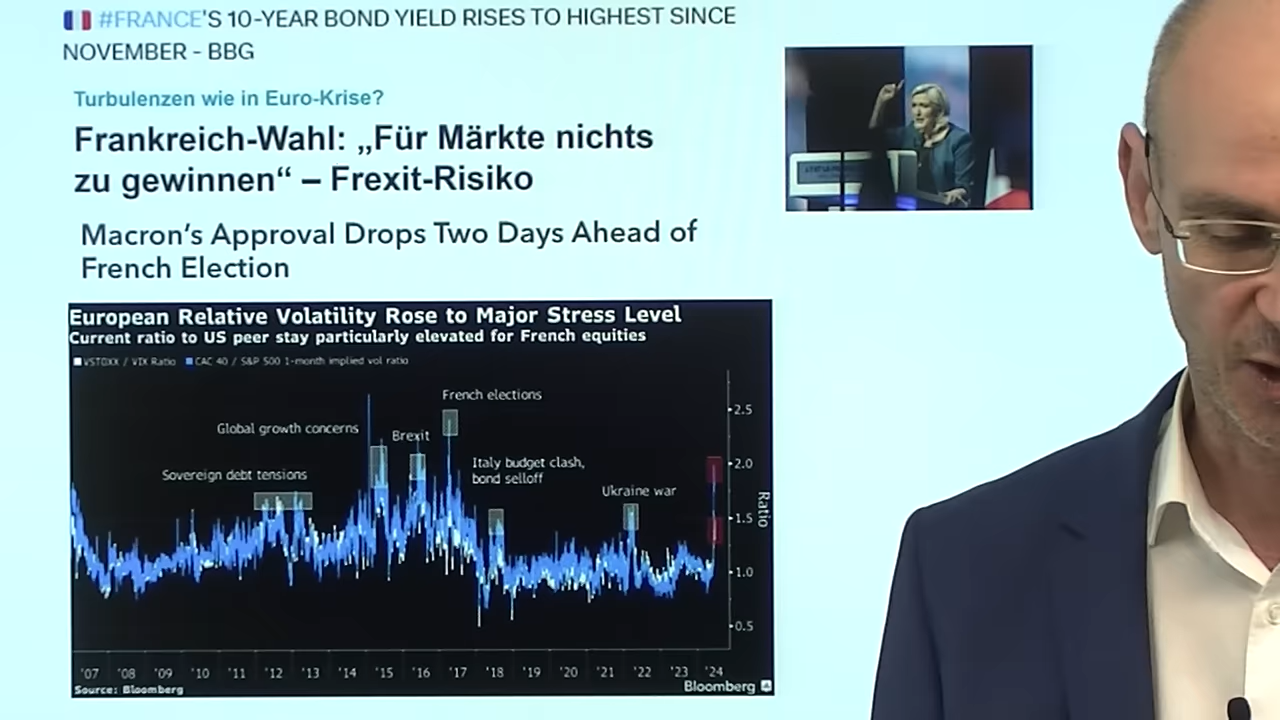 #FRANCE'S 10-YEAR BOND YIELD RISES TO HIGHEST SINCE
NOVEMBER - BBG
Turbulenzen wie in Euro-Krise?
Frankreich-Wahl: „Für Märkte nichts
zu gewinnen“ – Frexit-Risiko
Macron's Approval Drops Two Days Ahead of
French Election
European Relative Volatility Rose to Major Stress Level
Current ratio to US peer stay particularly elevated for French equities
VSTOXX / VIX Ratio CAC 40 / S&P 500 1-month implied vol ratio
French elections
Global growth concerns
Brexit
Sovereign debt tensions
Italy budget clash,
bond selloff
Ukraine war
2.5
2.0
1.5
1.0
0.5
Ratio
'07 '08 '09 '10 '11 '12 '13 '14 '15 '16 '17 '18 '19 '20 '21 '22 '23 '24
Source: Bloomberg
Bloomberg